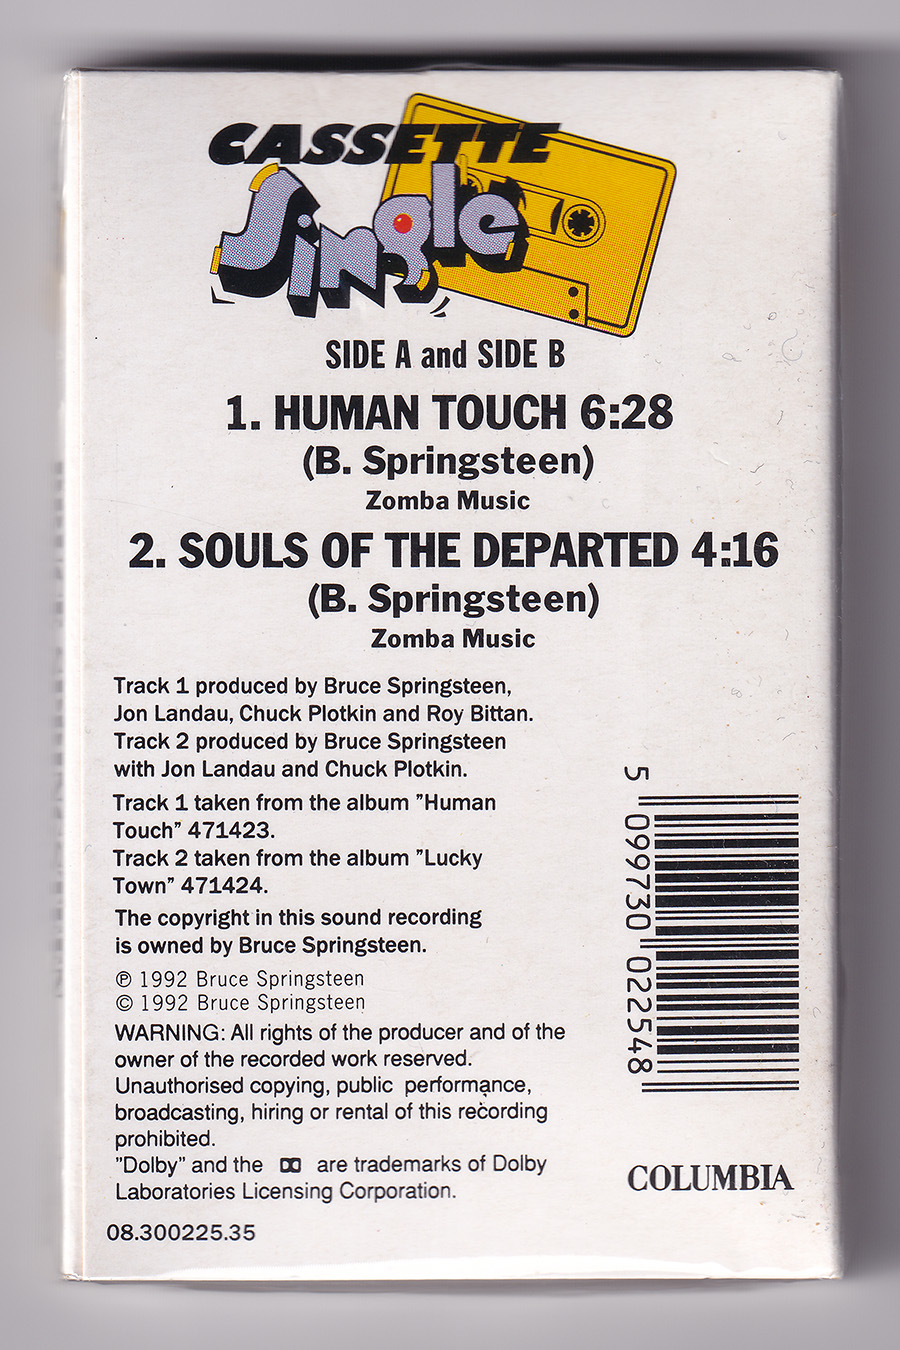 CASSETTE
Single
SIDE A and SIDE B
1. HUMAN TOUCH 6:28
(B. Springsteen)
Zomba Music
2. SOULS OF THE DEPARTED 4:16
(B. Springsteen)
Zomba Music
Track 1 produced by Bruce Springsteen,
Jon Landau, Chuck Plotkin and Roy Bittan.
Track 2 produced by Bruce Springsteen
with Jon Landau and Chuck Plotkin.
Track 1 taken from the album ”Human
Touch” 471423.
Track 2 taken from the album ”Lucky
Town” 471424.
The copyright in this sound recording
is owned by Bruce Springsteen.
℗ 1992 Bruce Springsteen
© 1992 Bruce Springsteen
WARNING: All rights of the producer and of the
owner of the recorded work reserved.
Unauthorised copying, public performance,
broadcasting, hiring or rental of this recording
prohibited.
”Dolby” and the are trademarks of Dolby
Laboratories Licensing Corporation.
08.300225.35
5 099730 022548
COLUMBIA